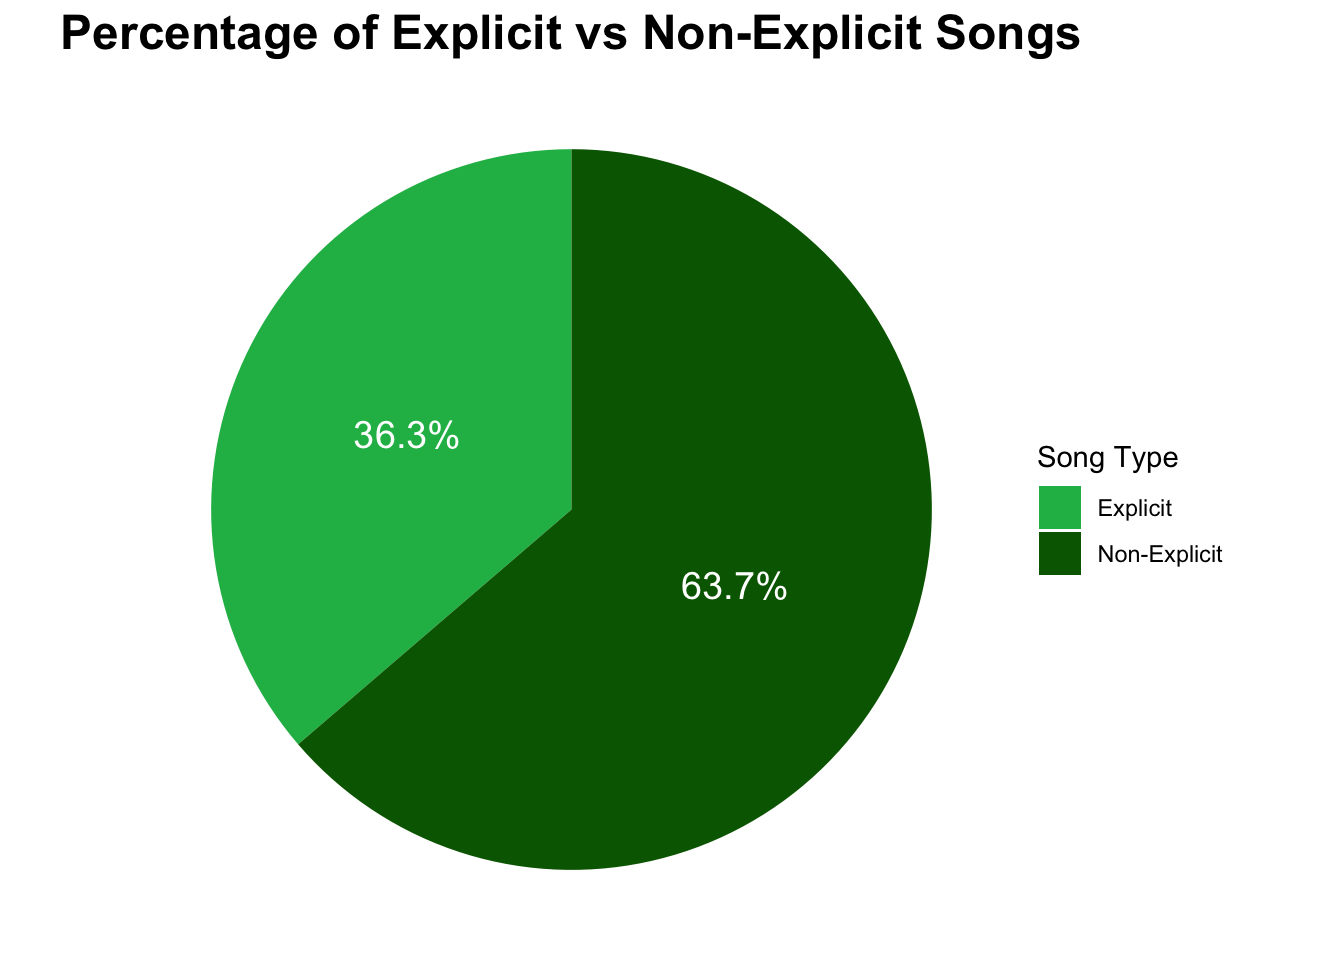 Percentage of Explicit vs Non-Explicit Songs
36.3%
63.7%
Song Type
Explicit
Non-Explicit